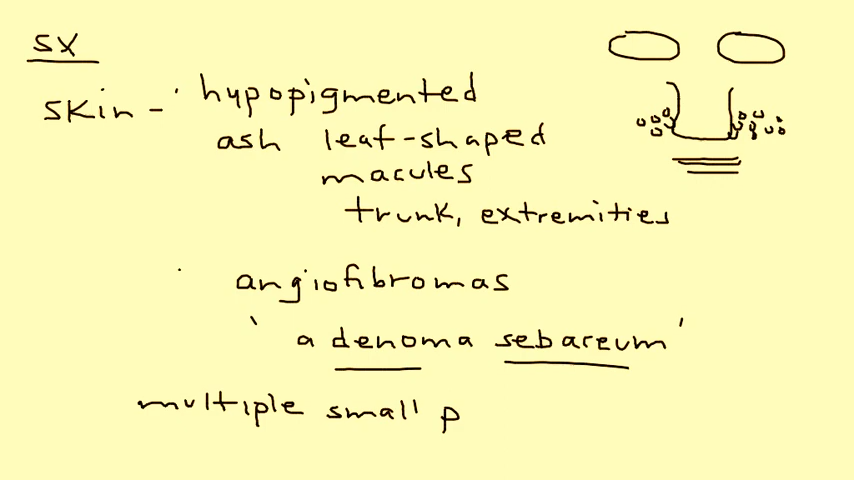 sx
skin - hypopigmented
ash leaf-shaped
macules
trunk, extremities
angiofibromas
'adenoma sebareum'
multiple small p